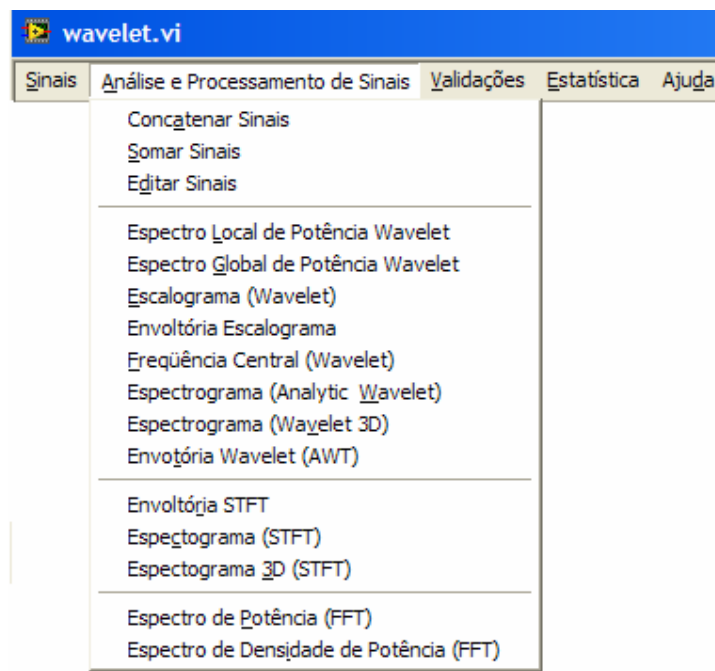 wavelet.vi
Sinais Análise e Processamento de Sinais Validações Estatística Ajuda
Concatenar Sinais
Somar Sinais
Editar Sinais
Espectro Local de Potência Wavelet
Espectro Global de Potência Wavelet
Escalograma (Wavelet)
Envoltória Escalograma
Freqüência Central (Wavelet)
Espectrograma (Analytic Wavelet)
Espectrograma (Wavelet 3D)
Envotória Wavelet (AWT)
Envoltória STFT
Espectograma (STFT)
Espectograma 3D (STFT)
Espectro de Potência (FFT)
Espectro de Densidade de Potência (FFT)